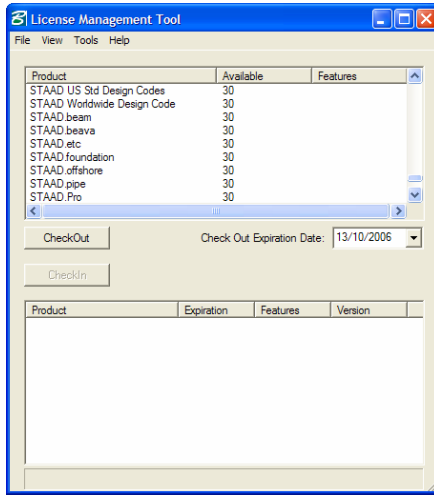 License Management Tool
File View Tools Help
Product Available Features
STAAD US Std Design Codes 30
STAAD Worldwide Design Code 30
STAAD.beam 30
STAAD.beava 30
STAAD.etc 30
STAAD.foundation 30
STAAD.offshore 30
STAAD.pipe 30
STAAD.Pro 30
CheckOut Check Out Expiration Date: 13/10/2006
CheckIn
Product Expiration Features Version